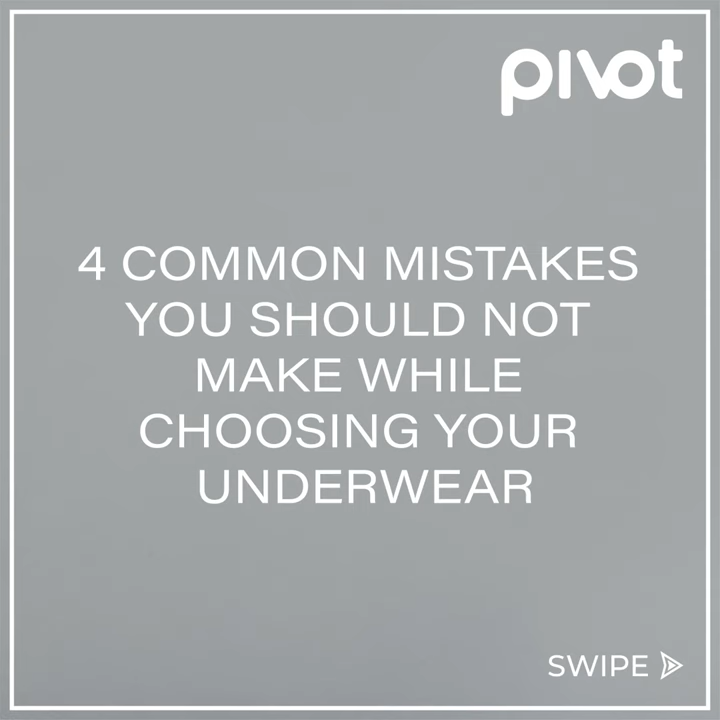 pivot
4 COMMON MISTAKES
YOU SHOULD NOT
MAKE WHILE
CHOOSING YOUR
UNDERWEAR
SWIPE